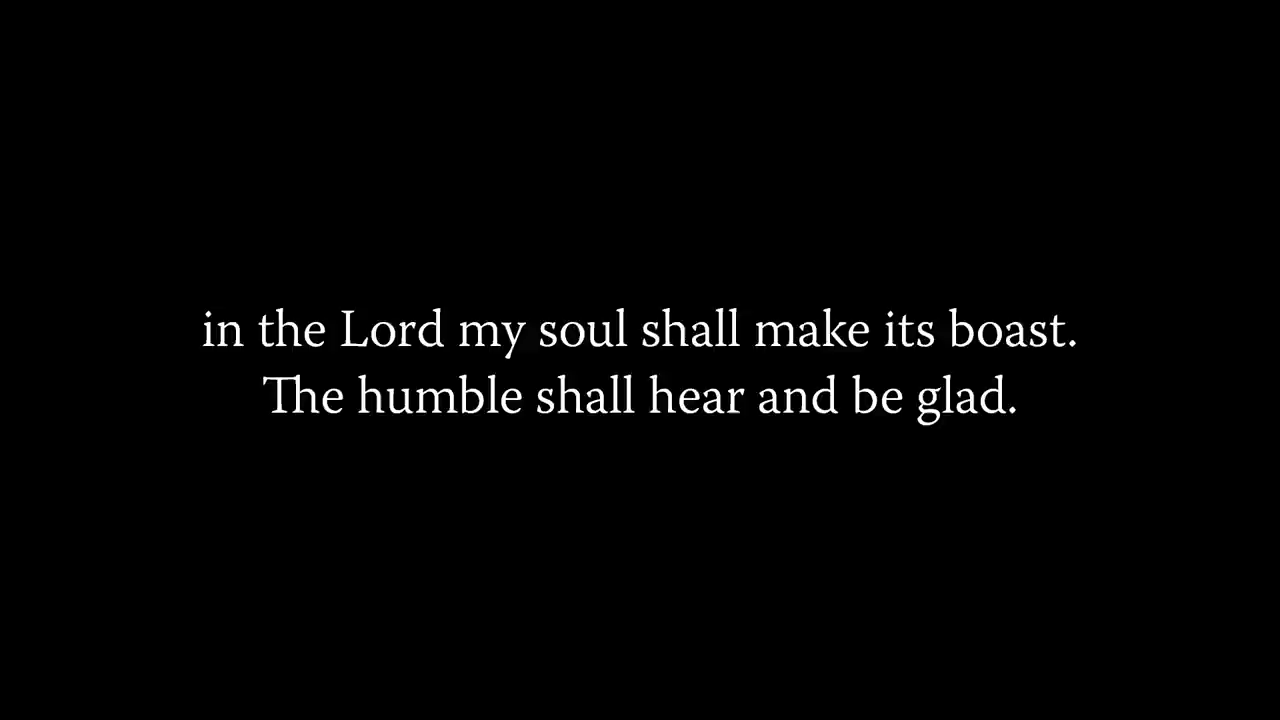 in the Lord my soul shall make its boast.
The humble shall hear and be glad.